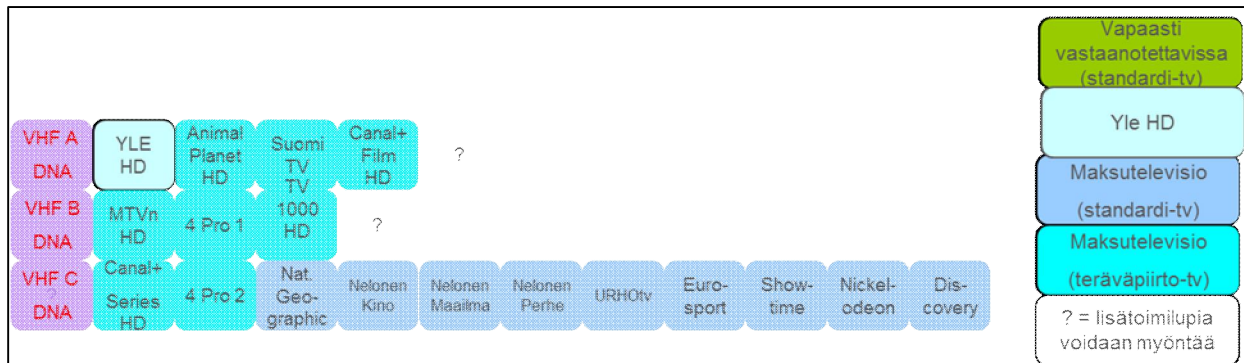 VHF A
DNA
YLE
HD
Animal
Planet
HD
Suomi
TV
Canal+
Film
HD
?
VHF B
DNA
MTVn
HD
4 Pro 1
TV
1000
HD
?
VHF C
?
DNA
Canal+
Series
HD
4 Pro 2
Nat.
Geo-
graphic
Nelonen
Kino
Nelonen
Maailma
Nelonen
Perhe
URHOtv
Euro-
sport
Show-
time
Nickel-
odeon
Dis-
covery
Vapaasti
vastaanotettavissa
(standardi-tv)
Yle HD
Maksutelevisio
(standardi-tv)
Maksutelevisio
(teräväpiirto-tv)
? = lisätoimilupia
voidaan myöntää